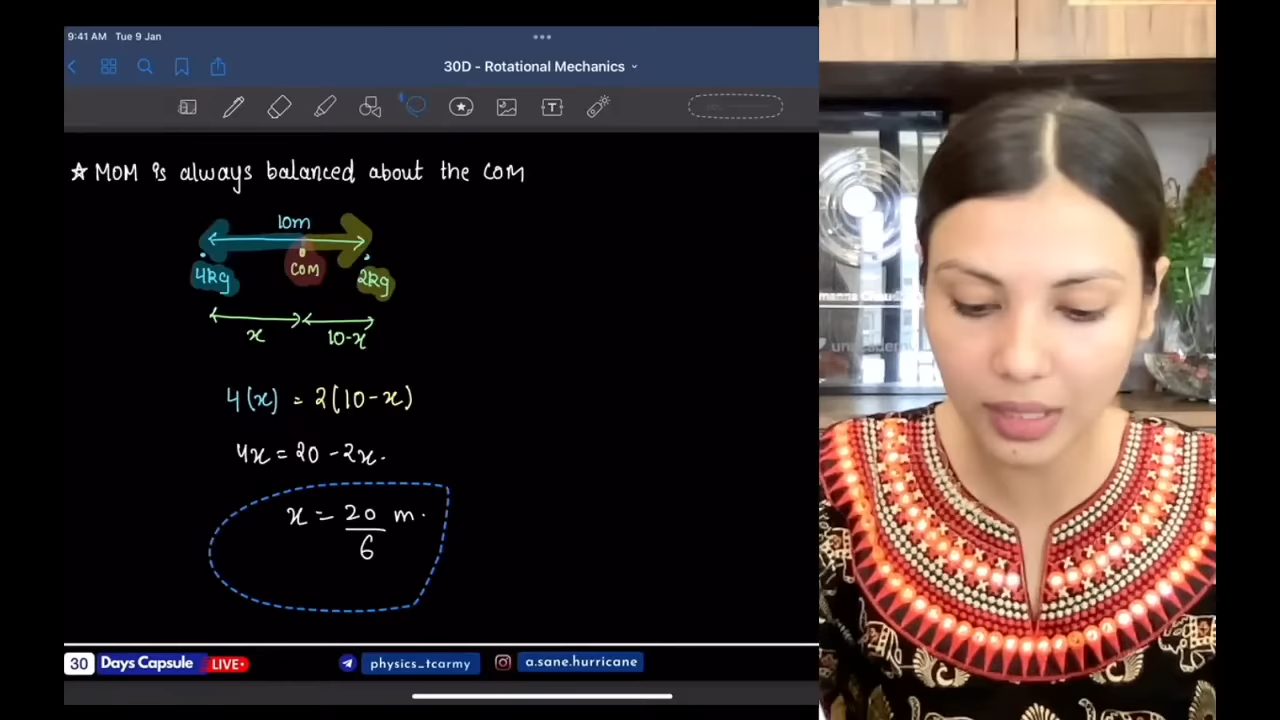 9:41 AM Tue 9 Jan
30D - Rotational Mechanics
T
☆ MOM is always balanced about the COM
10m
4kg
COM
2kg
x
10-x
4(x) = 2(10-x)
4x = 20 - 2x.
x = 20/6 m.
30 Days Capsule LIVE
physics_tcarmy
a.sane.hurricane